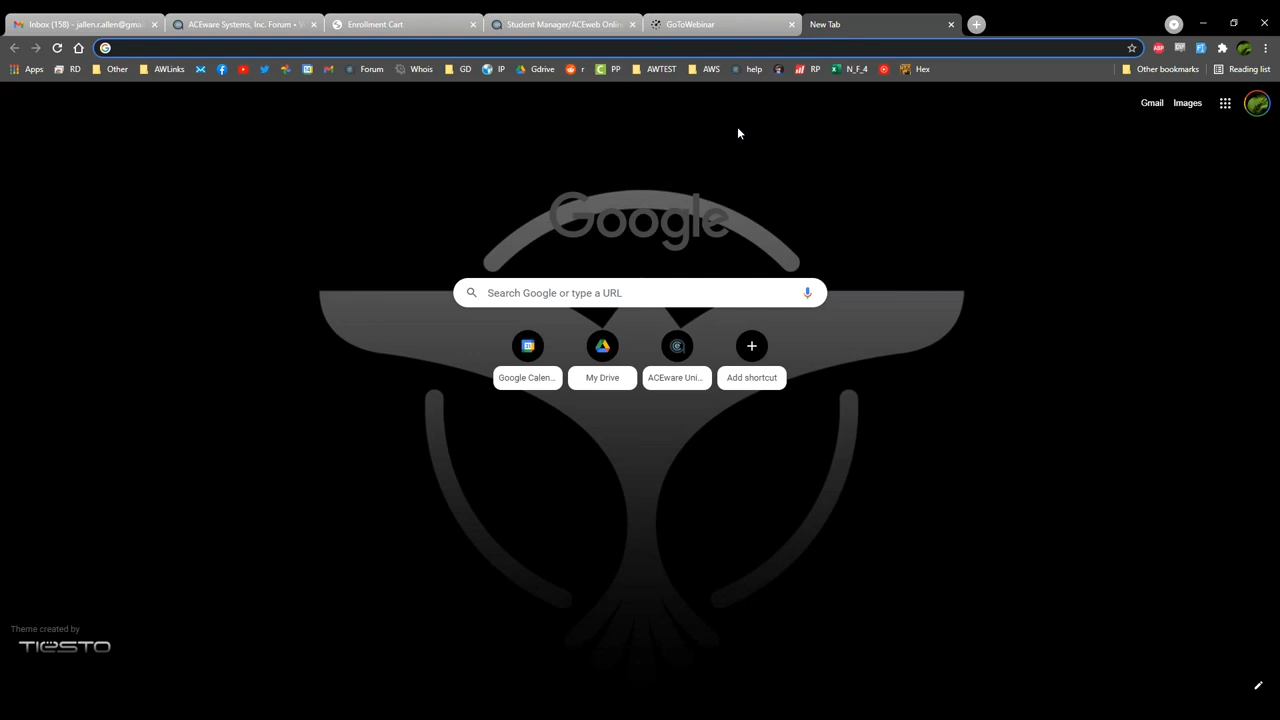 Inbox (158) - jallen.r.allen@gma
ACEware Systems, Inc. Forum •
Enrollment Cart
Student Manager/ACEweb Onlin
GoToWebinar
New Tab
Apps
RD
Other
AWLinks
Forum
Whois
GD
IP
Gdrive
r
PP
AWTEST
AWS
help
RP
N_F_4
Hex
Other bookmarks
Reading list
Gmail
Images
Google
Search Google or type a URL
Google Calen...
My Drive
ACEware Uni...
Add shortcut
Theme created by
TIËSTO